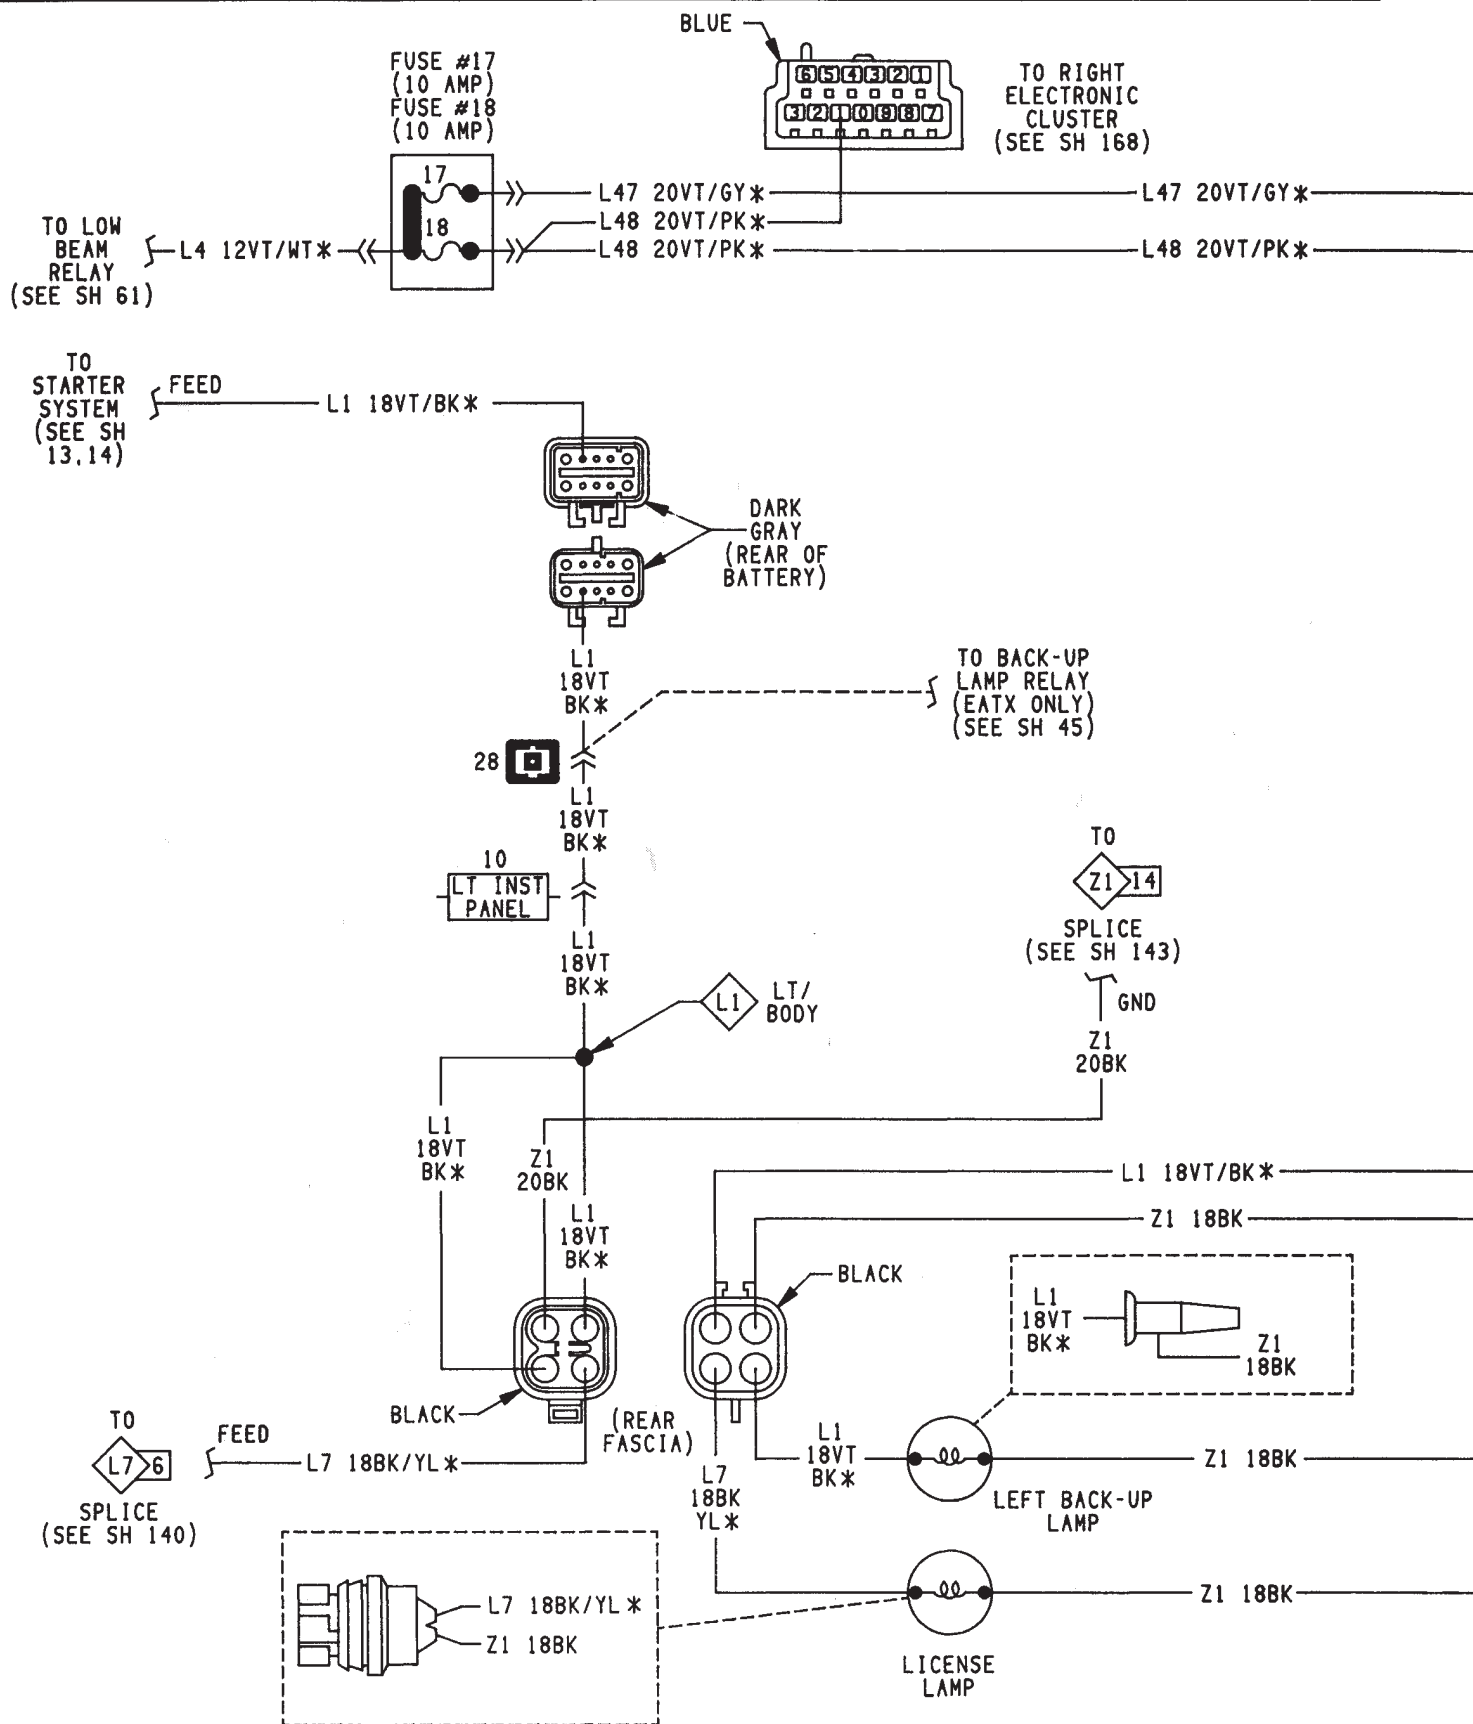 BLUE
FUSE #17
(10 AMP)
FUSE #18
(10 AMP)
6 5 4 3 2 1
3 2 1 0 9 8 7
TO RIGHT
ELECTRONIC
CLUSTER
(SEE SH 168)
17
L47 20VT/GY*
L47 20VT/GY*
L48 20VT/PK*
18
TO LOW
BEAM
RELAY
(SEE SH 61)
L4 12VT/WT*
L48 20VT/PK*
L48 20VT/PK*
TO
STARTER
SYSTEM
(SEE SH
13,14)
FEED
L1 18VT/BK*
DARK
GRAY
(REAR OF
BATTERY)
L1
18VT
BK*
TO BACK-UP
LAMP RELAY
(EATX ONLY)
(SEE SH 45)
28
L1
18VT
BK*
10
LT INST
PANEL
TO
Z1 14
SPLICE
(SEE SH 143)
GND
L1
18VT
BK*
L1
LT/
BODY
Z1
20BK
L1
18VT
BK*
Z1
20BK
L1
18VT
BK*
L1 18VT/BK*
Z1 18BK
BLACK
L1
18VT
BK*
Z1
18BK
BLACK
(REAR
FASCIA)
TO
L7 6
SPLICE
(SEE SH 140)
FEED
L7 18BK/YL*
L1
18VT
BK*
Z1 18BK
LEFT BACK-UP
LAMP
L7
18BK
YL*
L7 18BK/YL*
Z1 18BK
Z1 18BK
LICENSE
LAMP